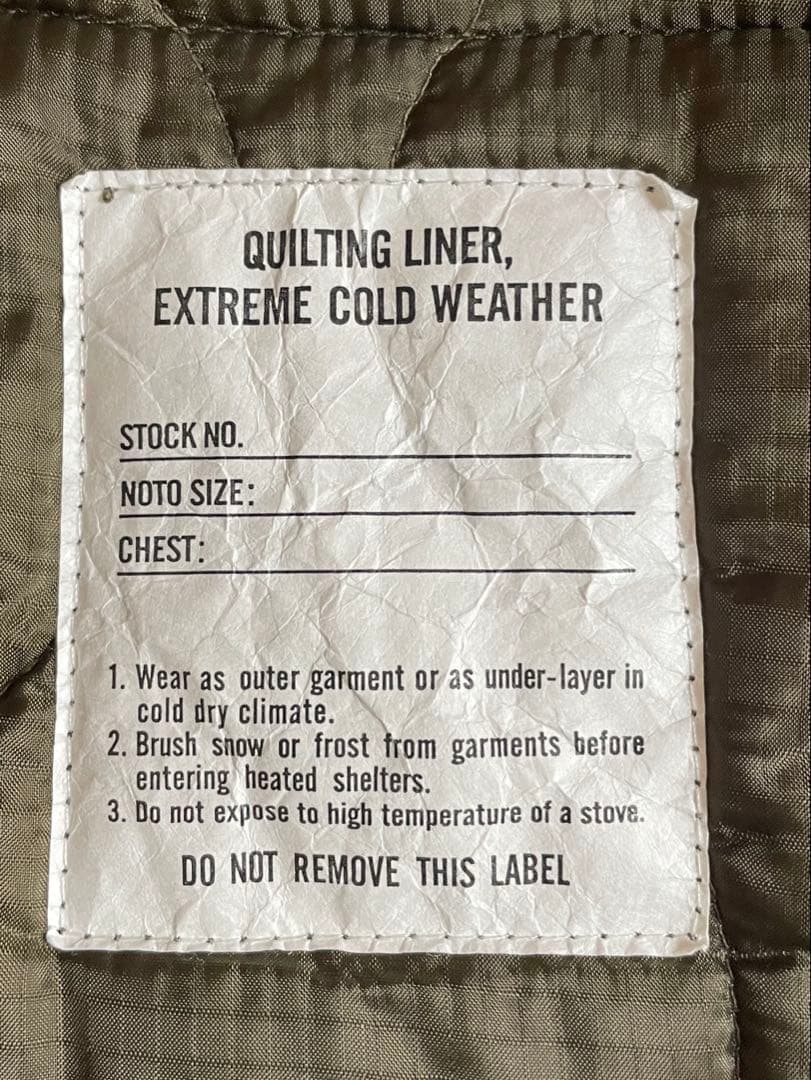 QUILTING LINER,
EXTREME COLD WEATHER
STOCK NO.
NOTO SIZE:
CHEST:
1. Wear as outer garment or as under-layer in
cold dry climate.
2. Brush snow or frost from garments before
entering heated shelters.
3. Do not expose to high temperature of a stove.
DO NOT REMOVE THIS LABEL